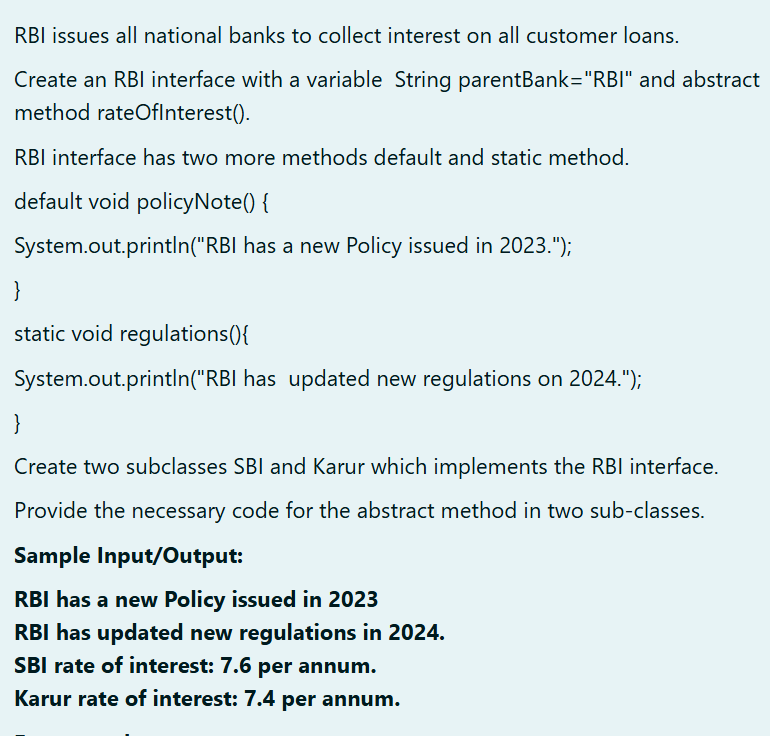 RBI issues all national banks to collect interest on all customer loans.
Create an RBI interface with a variable  String parentBank="RBI" and abstract
method rateOfInterest().
RBI interface has two more methods default and static method.
default void policyNote() {
System.out.println("RBI has a new Policy issued in 2023.");
}
static void regulations(){
System.out.println("RBI has  updated new regulations on 2024.");
}
Create two subclasses SBI and Karur which implements the RBI interface.
Provide the necessary code for the abstract method in two sub-classes.
Sample Input/Output:
RBI has a new Policy issued in 2023
RBI has updated new regulations in 2024.
SBI rate of interest: 7.6 per annum.
Karur rate of interest: 7.4 per annum.